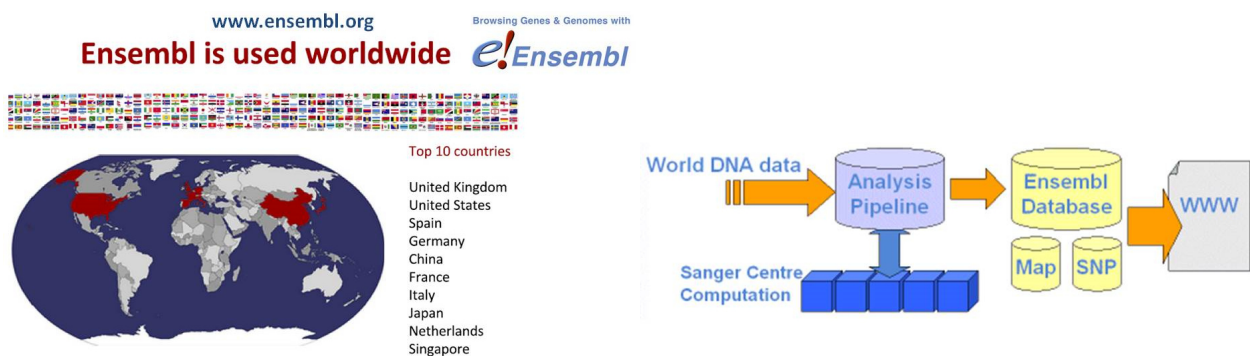 www.ensembl.org
Ensembl is used worldwide
Browsing Genes & Genomes with
e!Ensembl
Top 10 countries
United Kingdom
United States
Spain
Germany
China
France
Italy
Japan
Netherlands
Singapore
World DNA data
Analysis
Pipeline
Ensembl
Database
WWW
Map
SNP
Sanger Centre
Computation